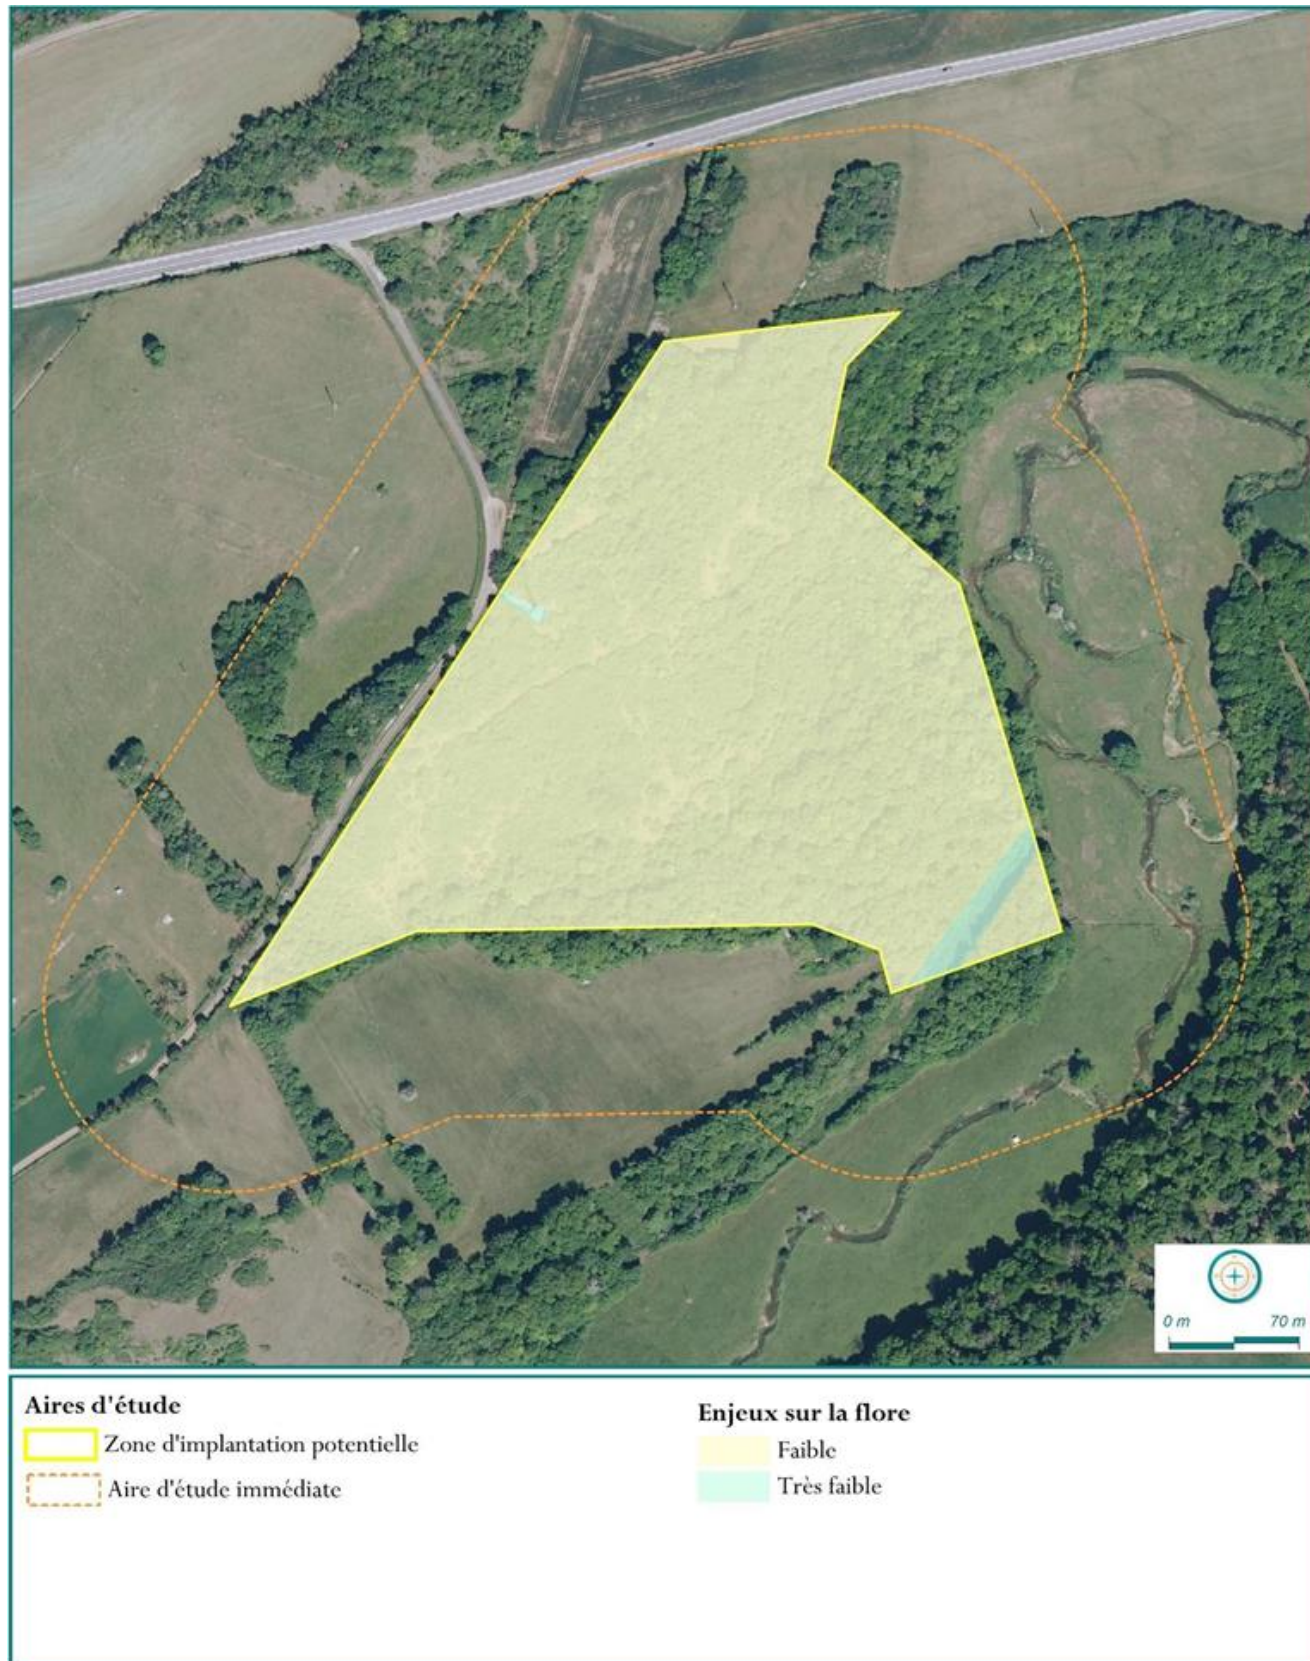 0 m 70 m
Aires d'étude
Zone d'implantation potentielle
Aire d'étude immédiate
Enjeux sur la flore
Faible
Très faible